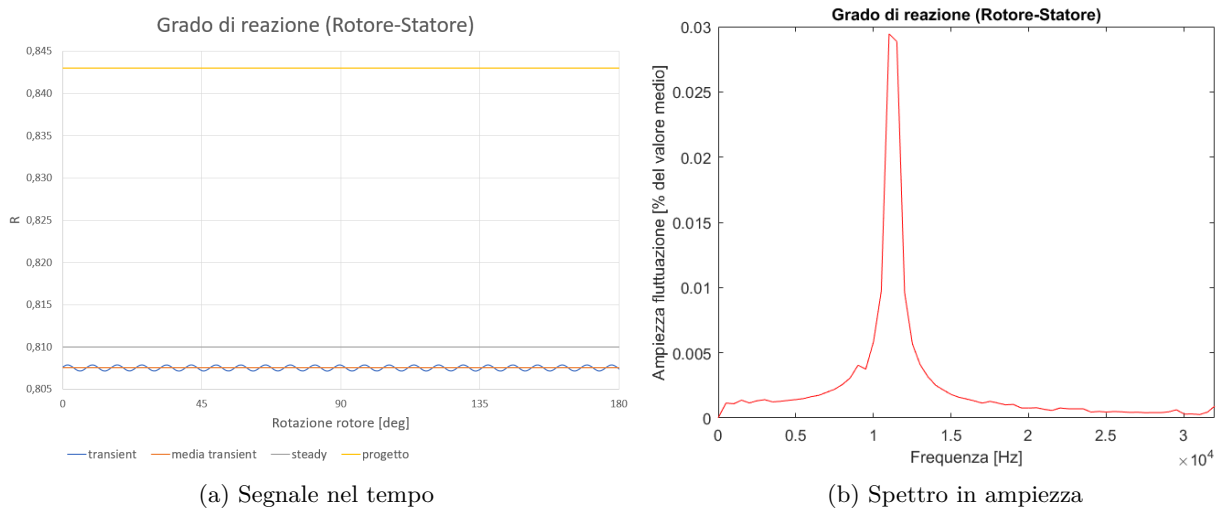 Grado di reazione (Rotore-Statore)
0,845
0,840
0,835
0,830
0,825
0,820
0,815
0,810
0,805
R
0
45
90
135
180
Rotazione rotore [deg]
transient
media transient
steady
progetto
(a) Segnale nel tempo
Grado di reazione (Rotore-Statore)
0.03
0.025
0.02
0.015
0.01
0.005
0
Ampiezza fluttuazione [% del valore medio]
0
0.5
1
1.5
2
2.5
3
×10⁴
Frequenza [Hz]
(b) Spettro in ampiezza